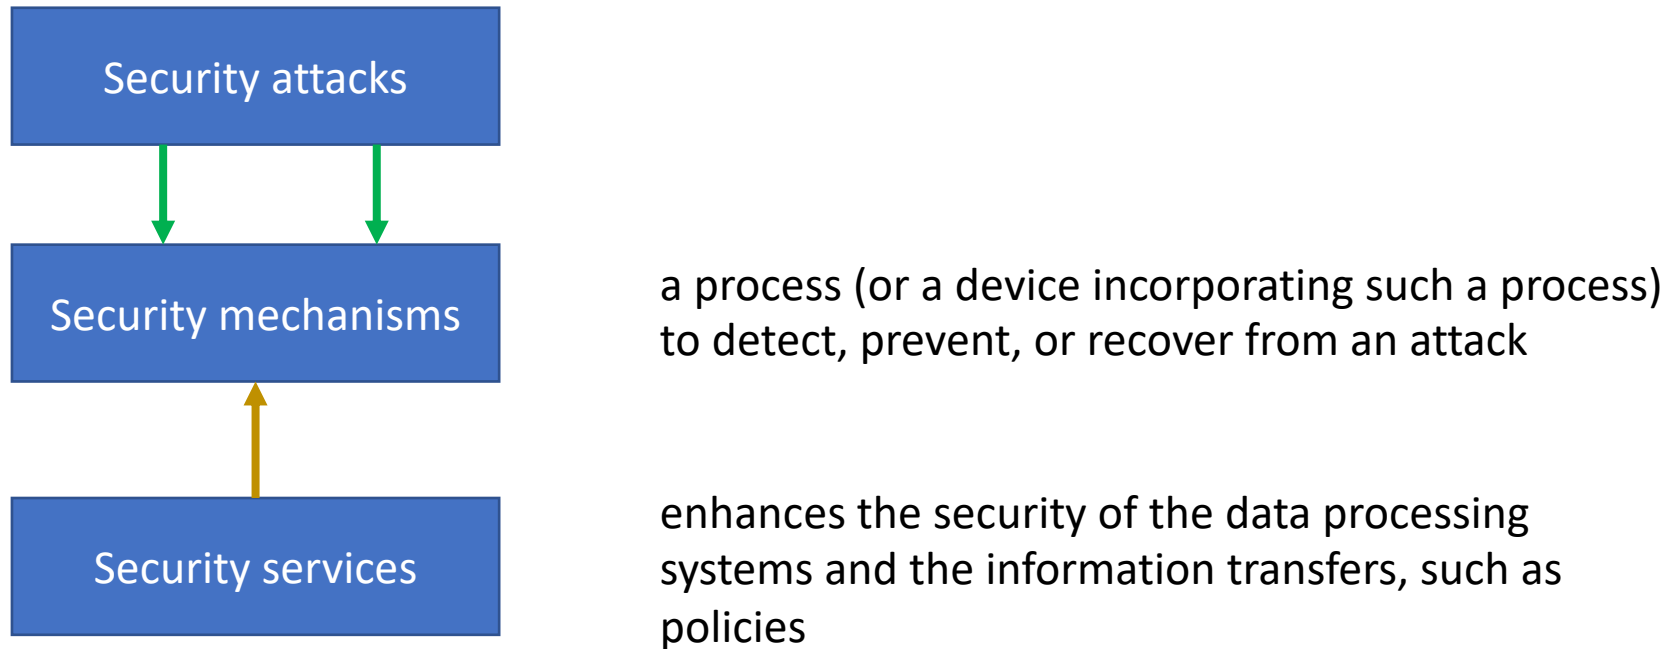 Security attacks
Security mechanisms
a process (or a device incorporating such a process)
to detect, prevent, or recover from an attack
Security services
enhances the security of the data processing
systems and the information transfers, such as
policies